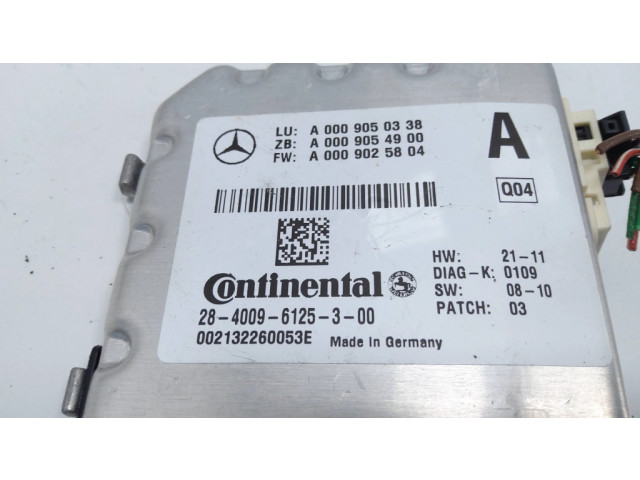 LU: A 000 905 03 38
ZB: A 000 905 49 00
FW: A 000 902 58 04
A
Q04
Continental
HW: 21-11
DIAG-K: 0109
SW: 08-10
PATCH: 03
28-4009-6125-3-00
002132260053E Made in Germany